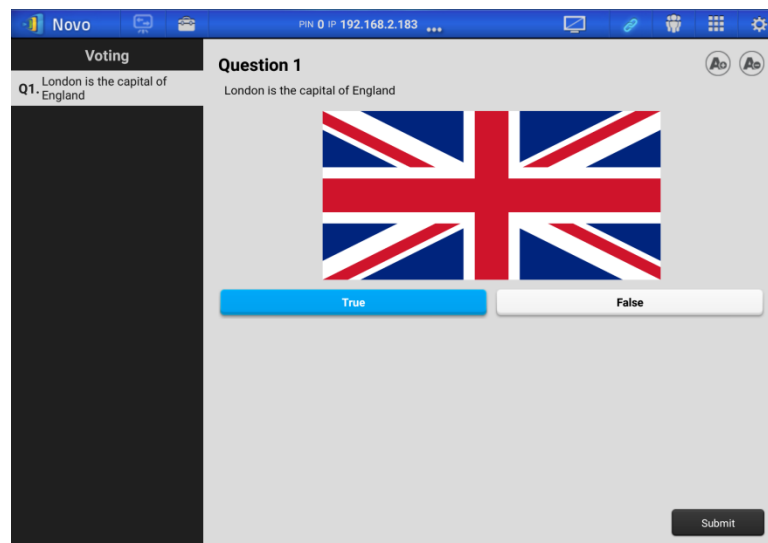 Novo
PIN 0 IP 192.168.2.183 ...
Voting
Q1. London is the capital of
England
Question 1
London is the capital of England
True
False
Submit